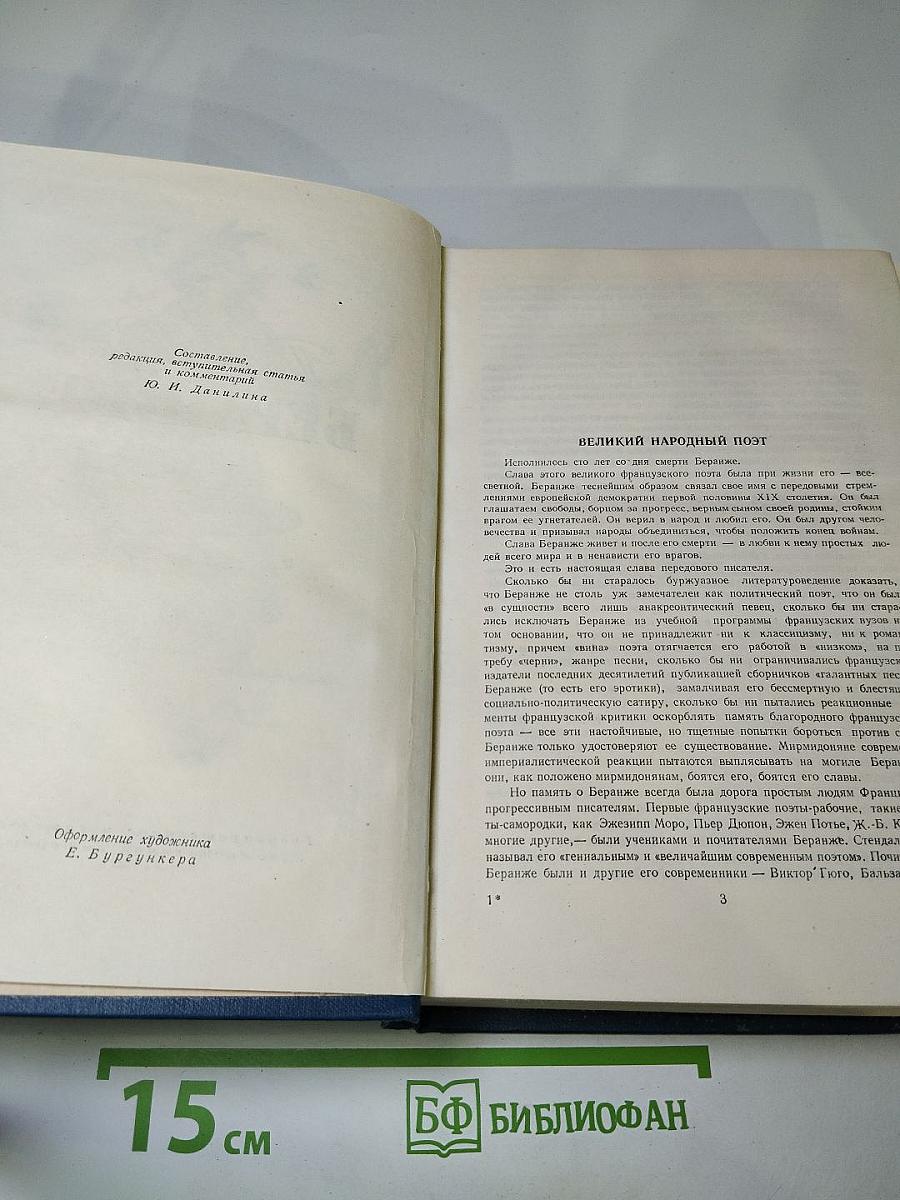 Составление,
редакция, вступительная статья
и комментарий
Ю. И. Данилина
Оформление художника
Е. Бургункера
ВЕЛИКИЙ НАРОДНЫЙ ПОЭТ
Исполнилось сто лет со дня смерти Беранже.
Слава этого великого французского поэта была при жизни его — все-
светной. Беранже теснейшим образом связал свое имя с передовыми стрем-
лениями европейской демократии первой половины XIX столетия. Он был
глашатаем свободы, борцом за прогресс, верным сыном своей родины, стойким
врагом ее угнетателей. Он верил в народ и любил его. Он был другом чело-
вечества и призывал народы объединиться, чтобы положить конец войнам.
Слава Беранже живет и после его смерти — в любви к нему простых лю-
дей всего мира и в ненависти его врагов.
Это и есть настоящая слава передового писателя.
Сколько бы ни старалось буржуазное литературоведение доказать,
что Беранже не столь уж замечателен как политический поэт, что он был
«в сущности» всего лишь анакреонтический певец, сколько бы ни стара-
лись исключать Беранже из учебной программы французских вузов н
том основании, что он не принадлежит ни к классицизму, ни к роман
тизму, причем «вина» поэта отягчается его работой в «низком», на п
требу «черни», жанре песни, сколько бы ни ограничивались французск
издатели последних десятилетий публикацией сборничков «галантных пес
Беранже (то есть его эротики), замалчивая его бессмертную и блестящ
социально-политическую сатиру, сколько бы ни пытались реакционные
менты французской критики оскорблять память благородного французс
поэта — все эти настойчивые, но тщетные попытки бороться против с
Беранже только удостоверяют ее существование. Мирмидоняне совреме
империалистической реакции пытаются выплясывать на могиле Беран
они, как положено мирмидонянам, боятся его, боятся его славы.
Но память о Беранже всегда была дорога простым людям Франц
прогрессивным писателям. Первые французские поэты-рабочие, такие
ты-самородки, как Эжезипп Моро, Пьер Дюпон, Эжен Потье, Ж.-Б. К
многие другие,— были учениками и почитателями Беранже. Стендал
называл его «гениальным» и «величайшим современным поэтом». Почи
Беранже были и другие его современники — Виктор Гюго, Бальза
1*
3
15 см
БФ БИБЛИОФАН